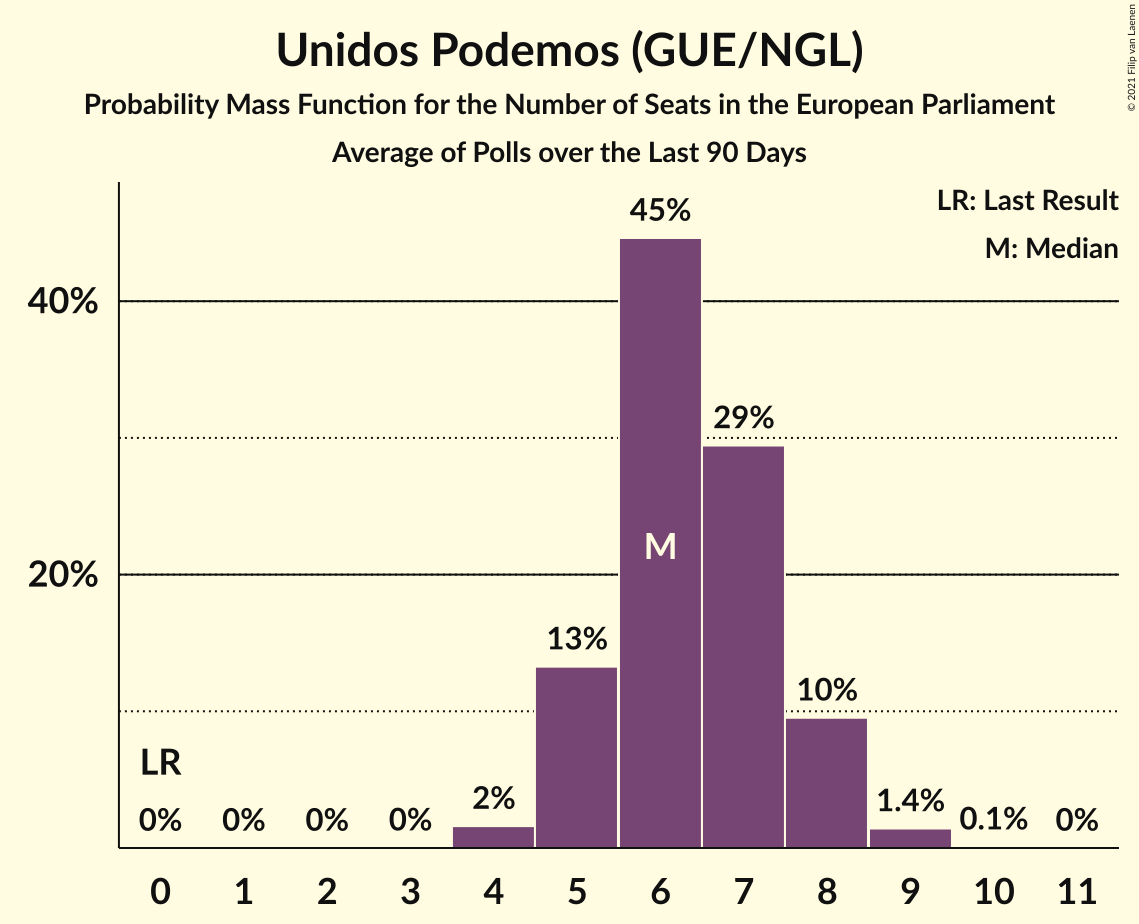 Unidos Podemos (GUE/NGL)
Probability Mass Function for the Number of Seats in the European Parliament
Average of Polls over the Last 90 Days
© 2021 Filip van Laenen
LR: Last Result
M: Median
45%
40%
29%
M
20%
13%
10%
LR
2%
1.4%
0% 0% 0% 0% 0.1% 0%
0 1 2 3 4 5 6 7 8 9 10 11